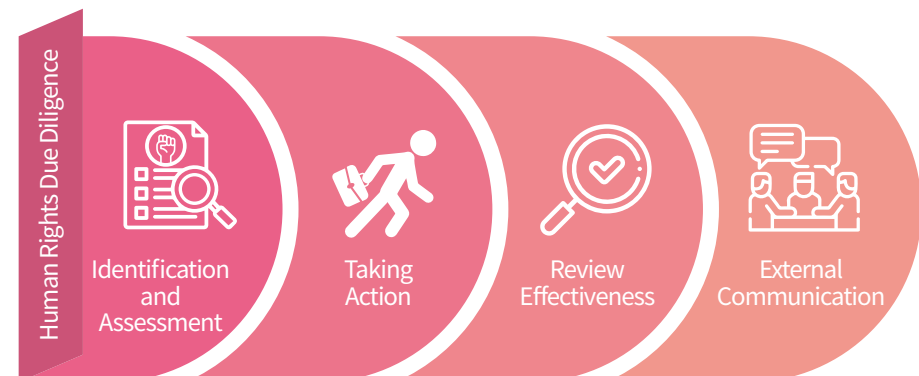 Human Rights Due Diligence
Identification
and
Assessment
Taking
Action
Review
Effectiveness
External
Communication